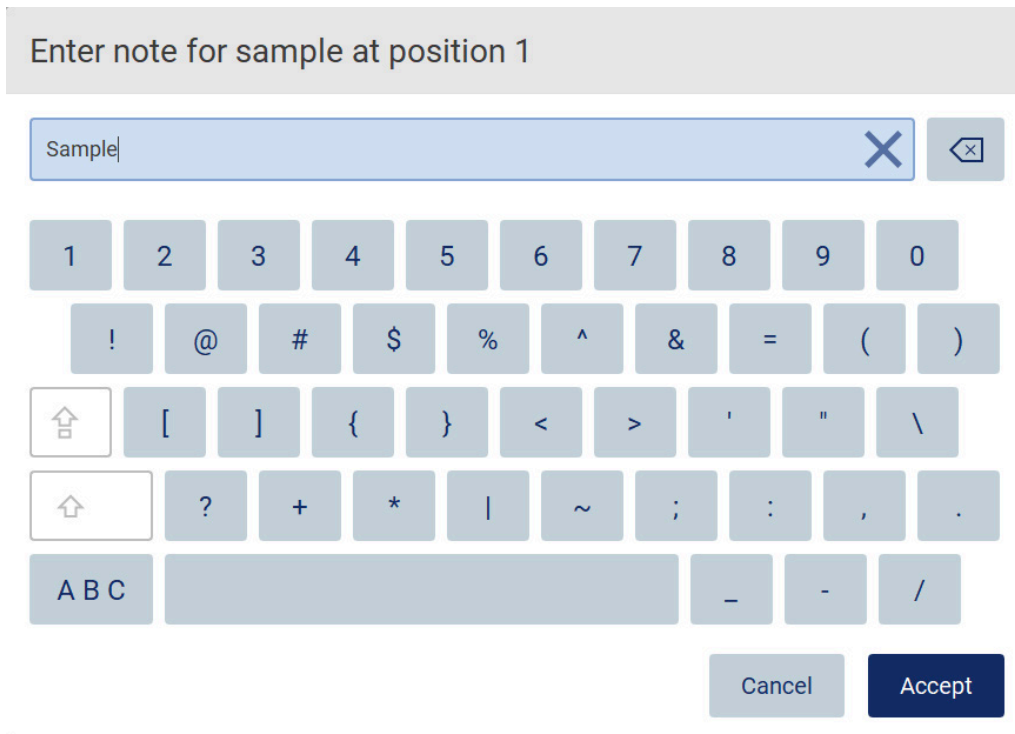 Enter note for sample at position 1
Sample
1 2 3 4 5 6 7 8 9 0
! @ # $ % ^ & = ( )
[ ] { } < > ' " \
? + * | ~ ; : , .
A B C _ - /
Cancel Accept